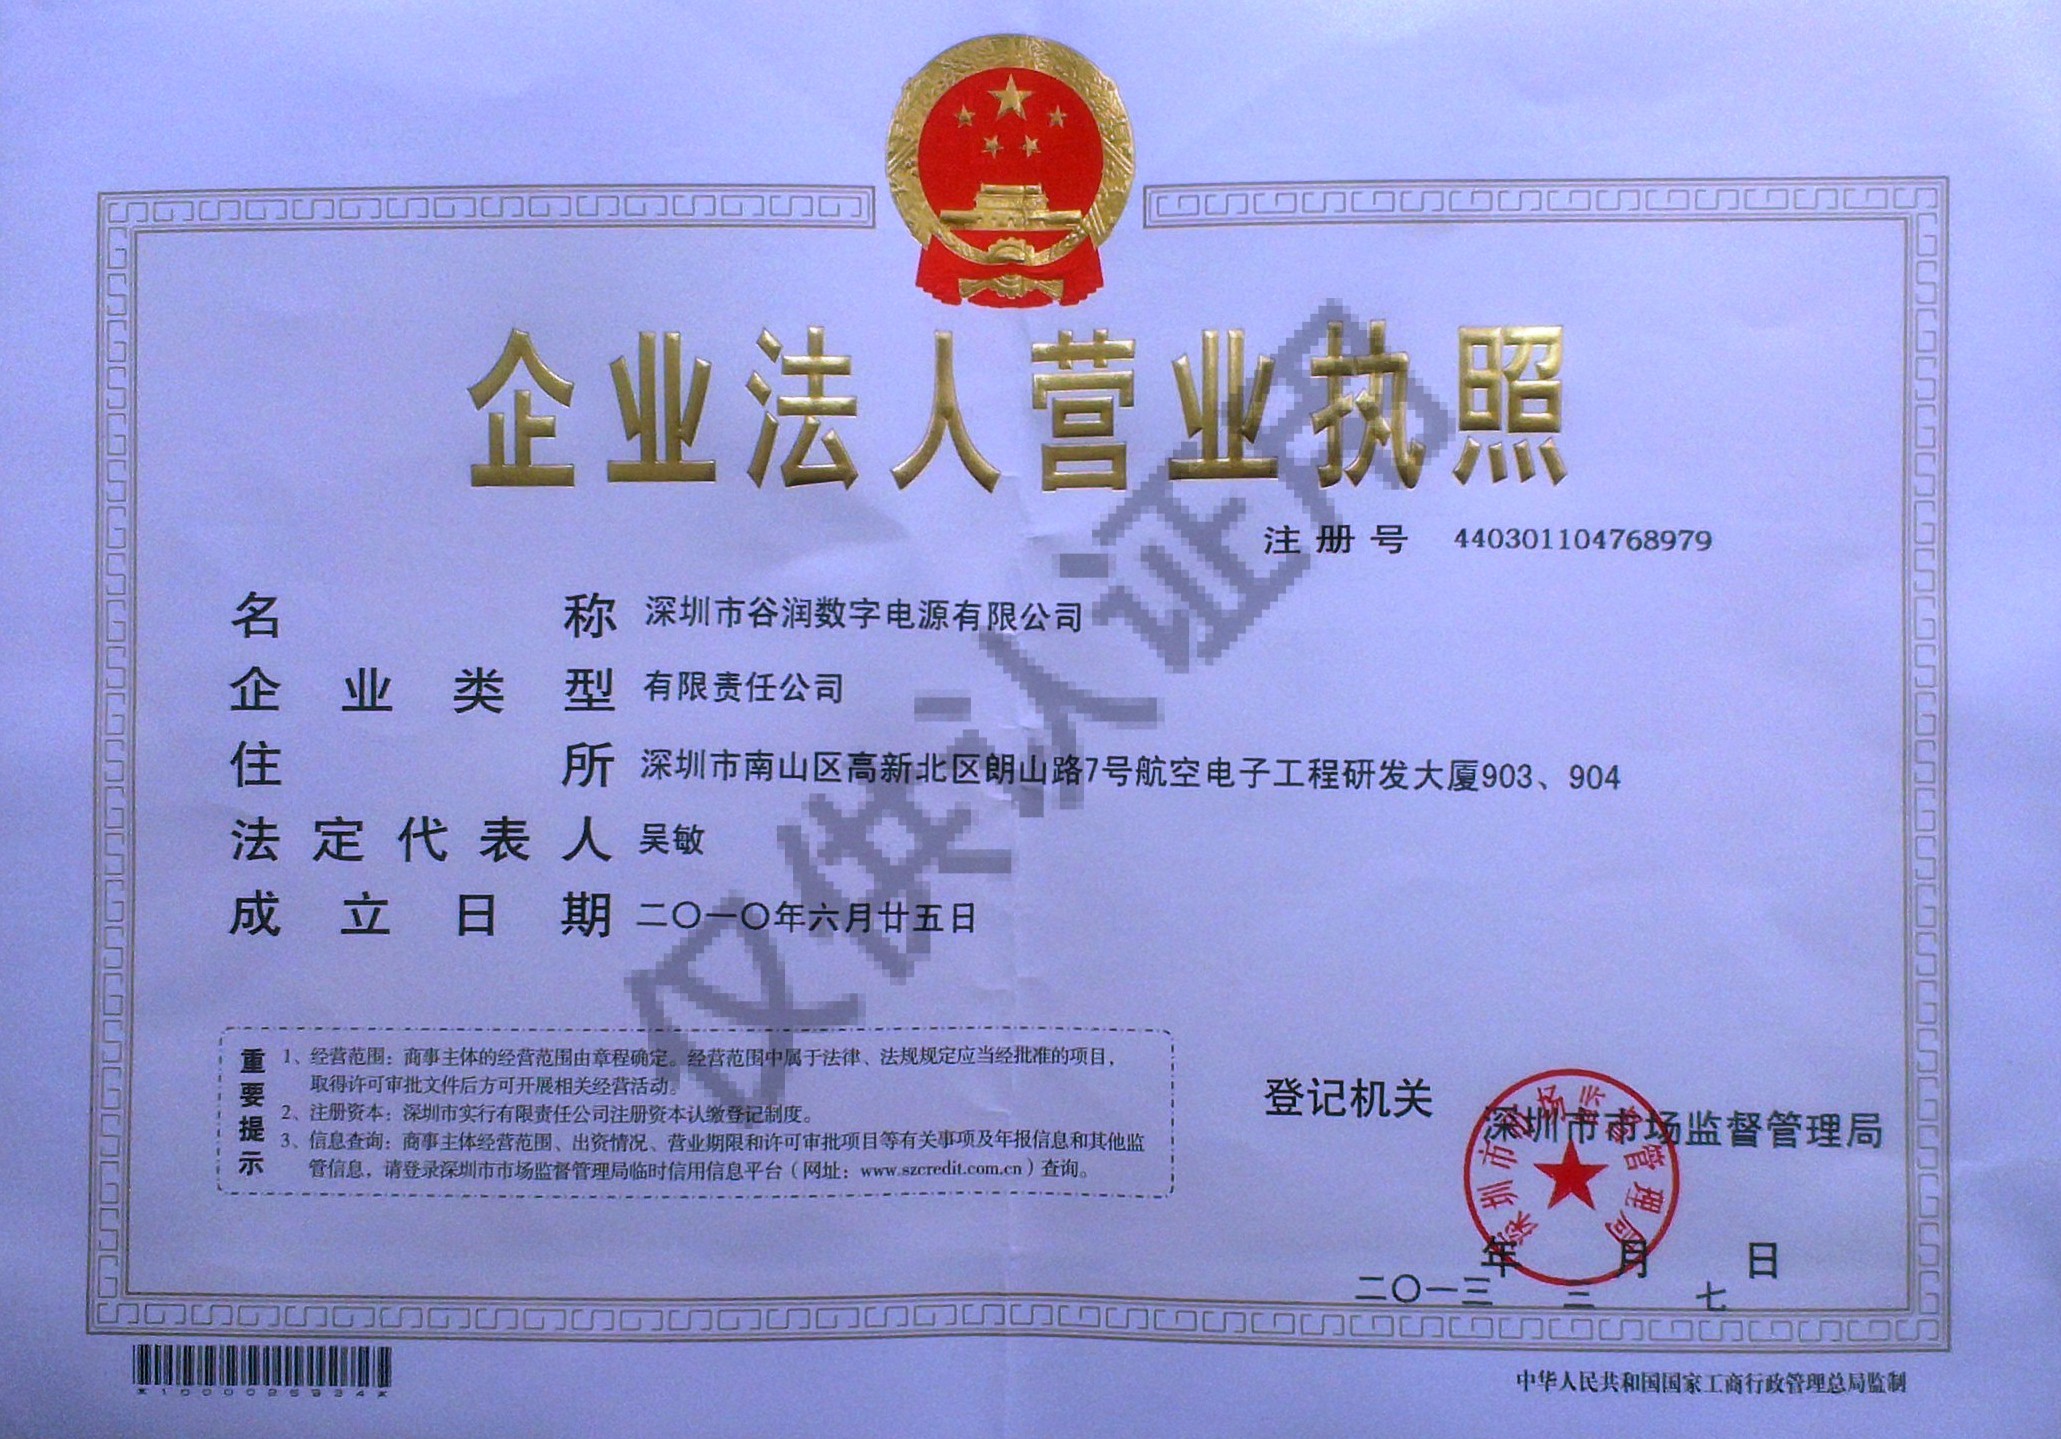 企业法人营业执照
注册号 440301104768979
名称 深圳市谷润数字电源有限公司
企业类型 有限责任公司
住所 深圳市南山区高新北区朗山路7号航空电子工程研发大厦903、904
法定代表人 吴敏
成立日期 二〇一〇年六月廿五日
仅供认证用
重要提示
1、经营范围：商事主体的经营范围由章程确定。经营范围中属于法律、法规规定应当经批准的项目，
取得许可审批文件后方可开展相关经营活动。
2、注册资本：深圳市实行有限责任公司注册资本认缴登记制度。
3、信息查询：商事主体经营范围、出资情况、营业期限和许可审批项目等有关事项及年报信息和其他监
管信息，请登录深圳市市场监督管理局临时信用信息平台（网址：www.szcredit.com.cn）查询。
登记机关
深圳市市场监督管理局
深圳市市场监督管理局
年 月 日
二〇一三 三 七
*10000026934*
中华人民共和国国家工商行政管理总局监制